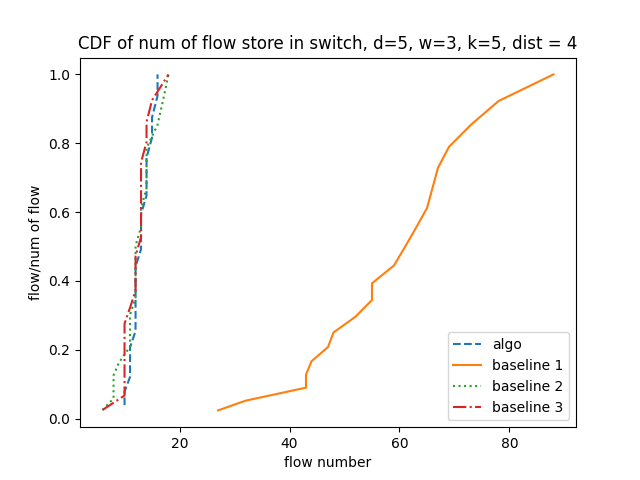 CDF of num of flow store in switch, d=5, w=3, k=5, dist = 4
1.0
0.8
0.6
0.4
0.2
0.0
flow/num of flow
20
40
60
80
flow number
algo
baseline 1
baseline 2
baseline 3